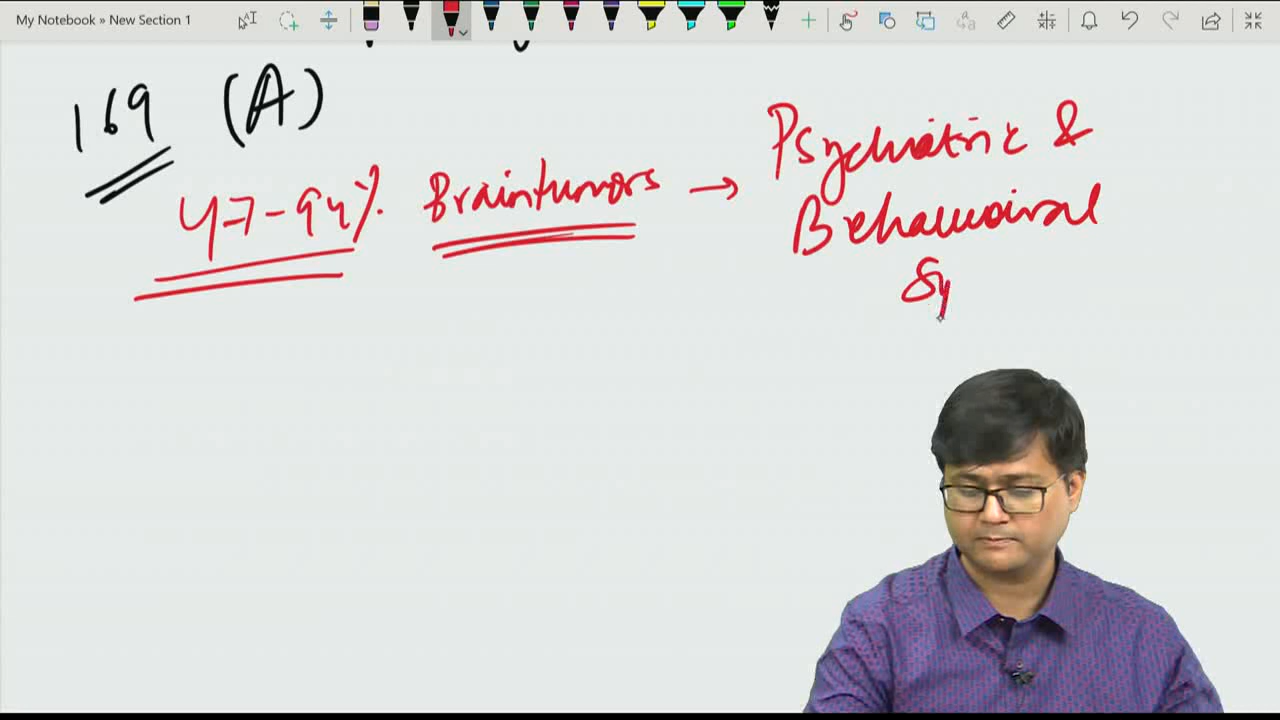 My Notebook » New Section 1
169 (A)
47-94% Braintumors → Psychiatric &
Behavioural
Sy